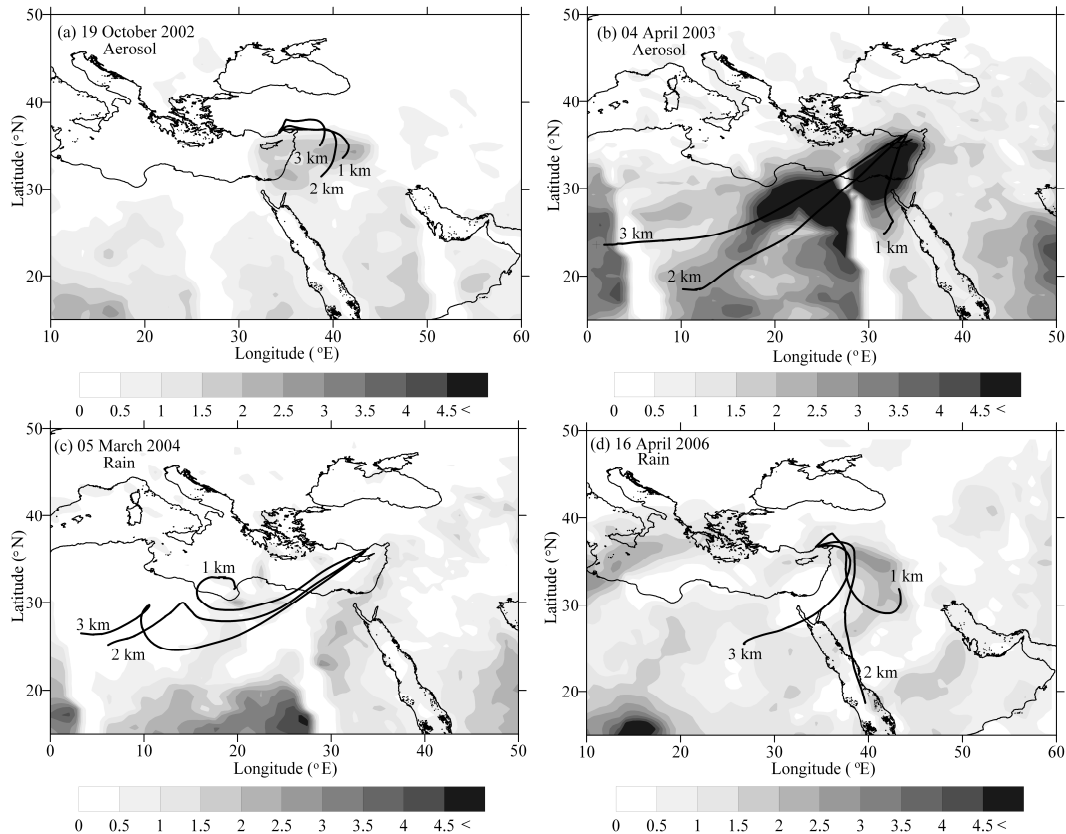 (a) 19 October 2002
Aerosol
3 km
1 km
2 km
50
40
30
20
10 20 30 40 50 60
Latitude (° N)
Longitude (°E)
0 0.5 1 1.5 2 2.5 3 3.5 4 4.5 <
(b) 04 April 2003
Aerosol
3 km
2 km
1 km
50
40
30
20
0 10 20 30 40 50
Latitude (° N)
Longitude (°E)
0 0.5 1 1.5 2 2.5 3 3.5 4 4.5 <
(c) 05 March 2004
Rain
1 km
3 km
2 km
50
40
30
20
0 10 20 30 40 50
Latitude (° N)
Longitude (°E)
0 0.5 1 1.5 2 2.5 3 3.5 4 4.5 <
(d) 16 April 2006
Rain
1 km
3 km
2 km
50
40
30
20
10 20 30 40 50 60
Latitude (° N)
Longitude (°E)
0 0.5 1 1.5 2 2.5 3 3.5 4 4.5 <